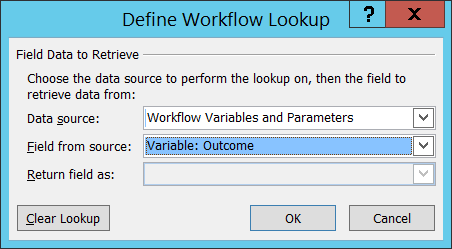 Define Workflow Lookup
? X
Field Data to Retrieve
Choose the data source to perform the lookup on, then the field to
retrieve data from:
Data source: Workflow Variables and Parameters
Field from source: Variable: Outcome
Return field as:
Clear Lookup OK Cancel